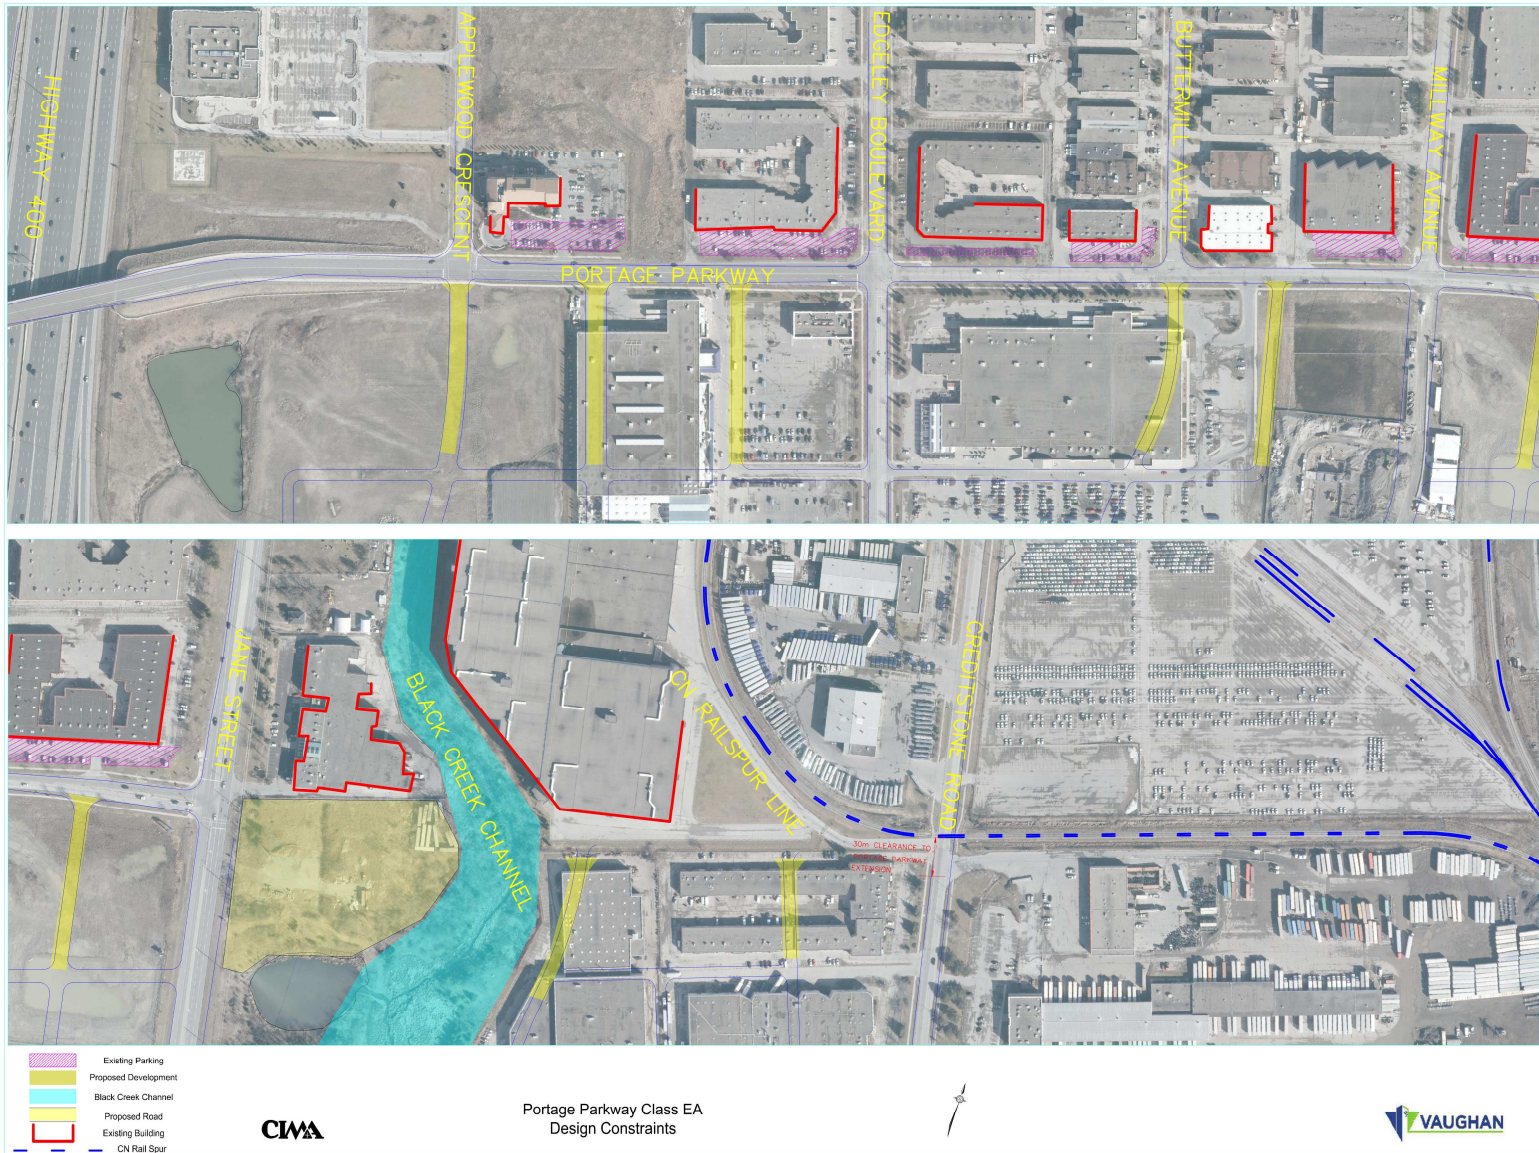 HIGHWAY 400
APPLEWOOD CRESCENT
EDGELEY BOULEVARD
BUTTERMILL AVENUE
MILLWAY AVENUE
PORTAGE PARKWAY
JANE STREET
BLACK CREEK CHANNEL
CN RAILSPUR LINE
CREDITSTONE ROAD
30m CLEARANCE TO
PORTAGE PARKWAY
EXTENSION
Existing Parking
Proposed Development
Black Creek Channel
Proposed Road
Existing Building
CN Rail Spur
CIMA
Portage Parkway Class EA
Design Constraints
VAUGHAN